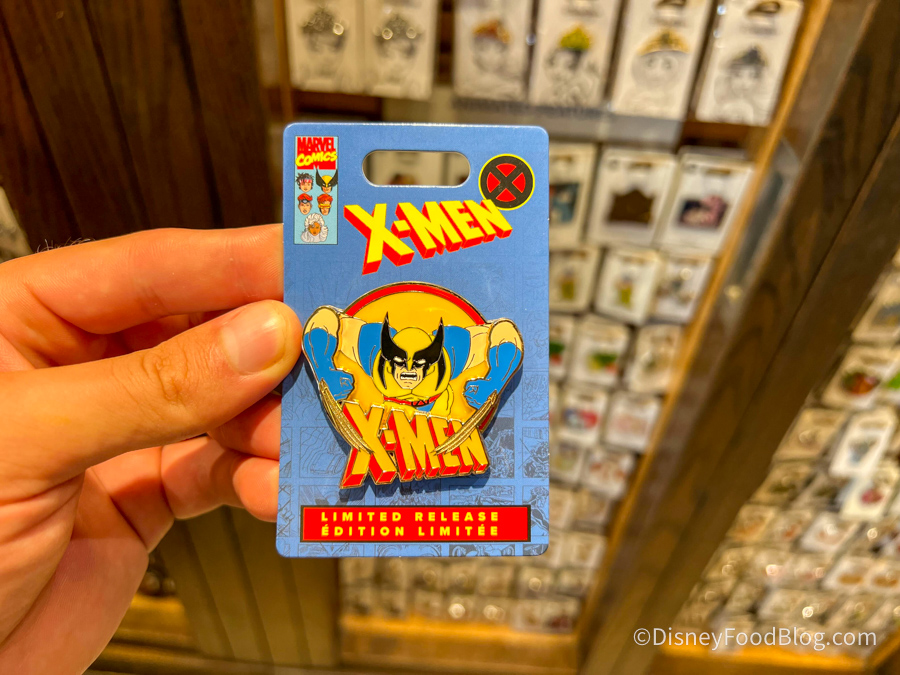 MARVEL
COMICS
X-MEN
X-MEN
LIMITED RELEASE
ÉDITION LIMITÉE
©DisneyFoodBlog.com